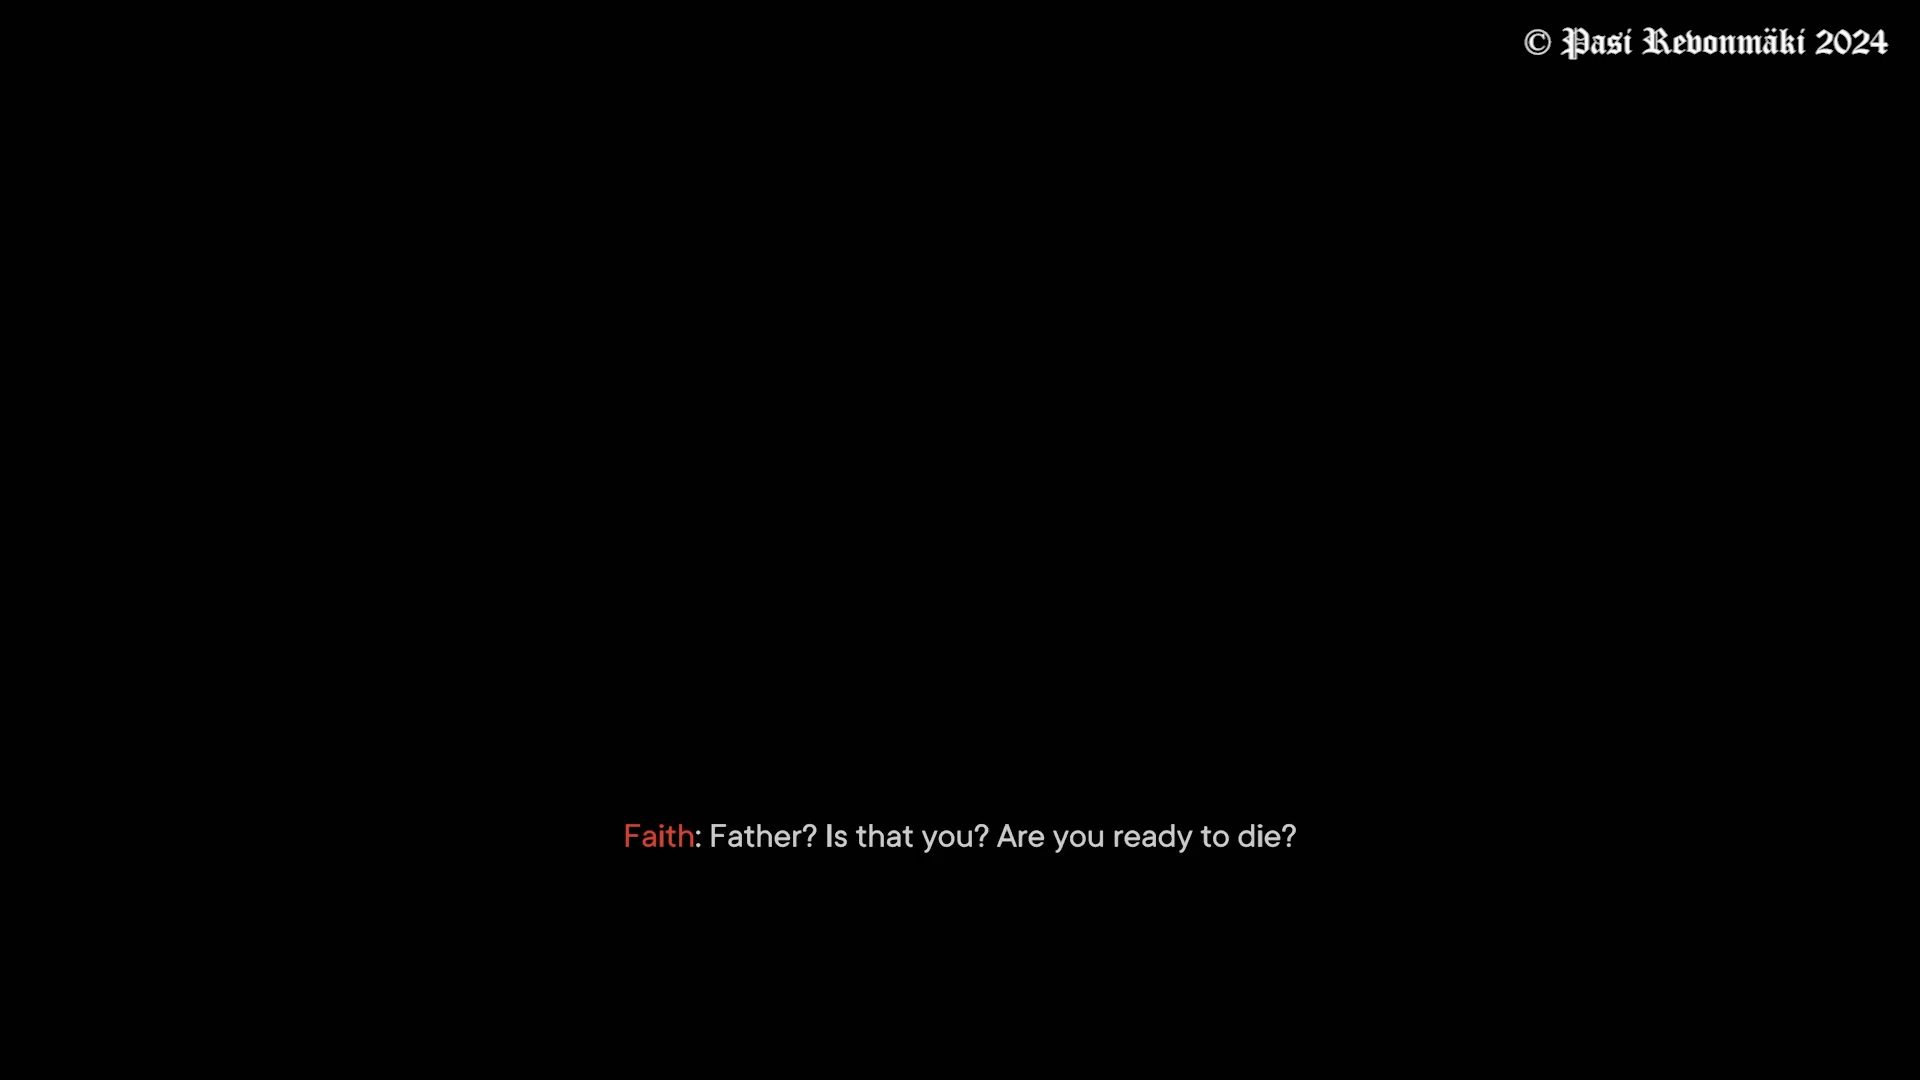 © Pasi Revonmäki 2024
Faith: Father? Is that you? Are you ready to die?